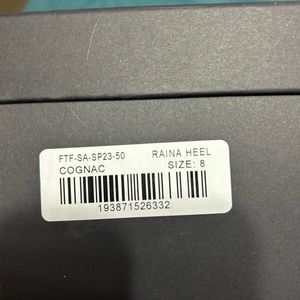 FTF-SA-SP23-50 RAINA HEEL
COGNAC SIZE: 8
193871526332